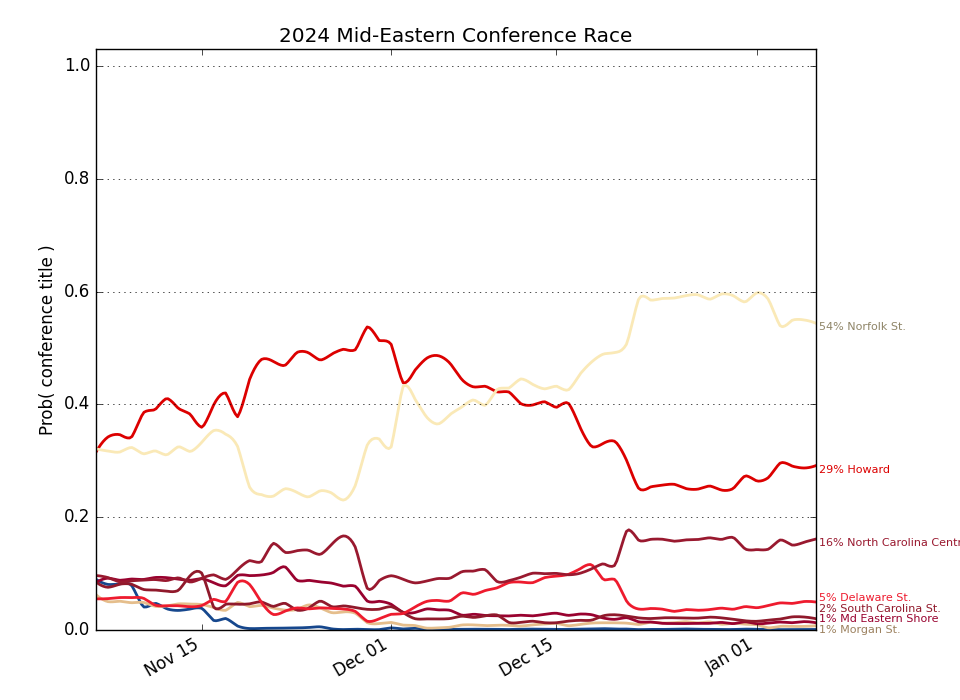 2024 Mid-Eastern Conference Race
Prob( conference title )
1.0
0.8
0.6
0.4
0.2
0.0
Nov 15
Dec 01
Dec 15
Jan 01
54% Norfolk St.
29% Howard
16% North Carolina Centr
5% Delaware St.
2% South Carolina St.
1% Md Eastern Shore
1% Morgan St.